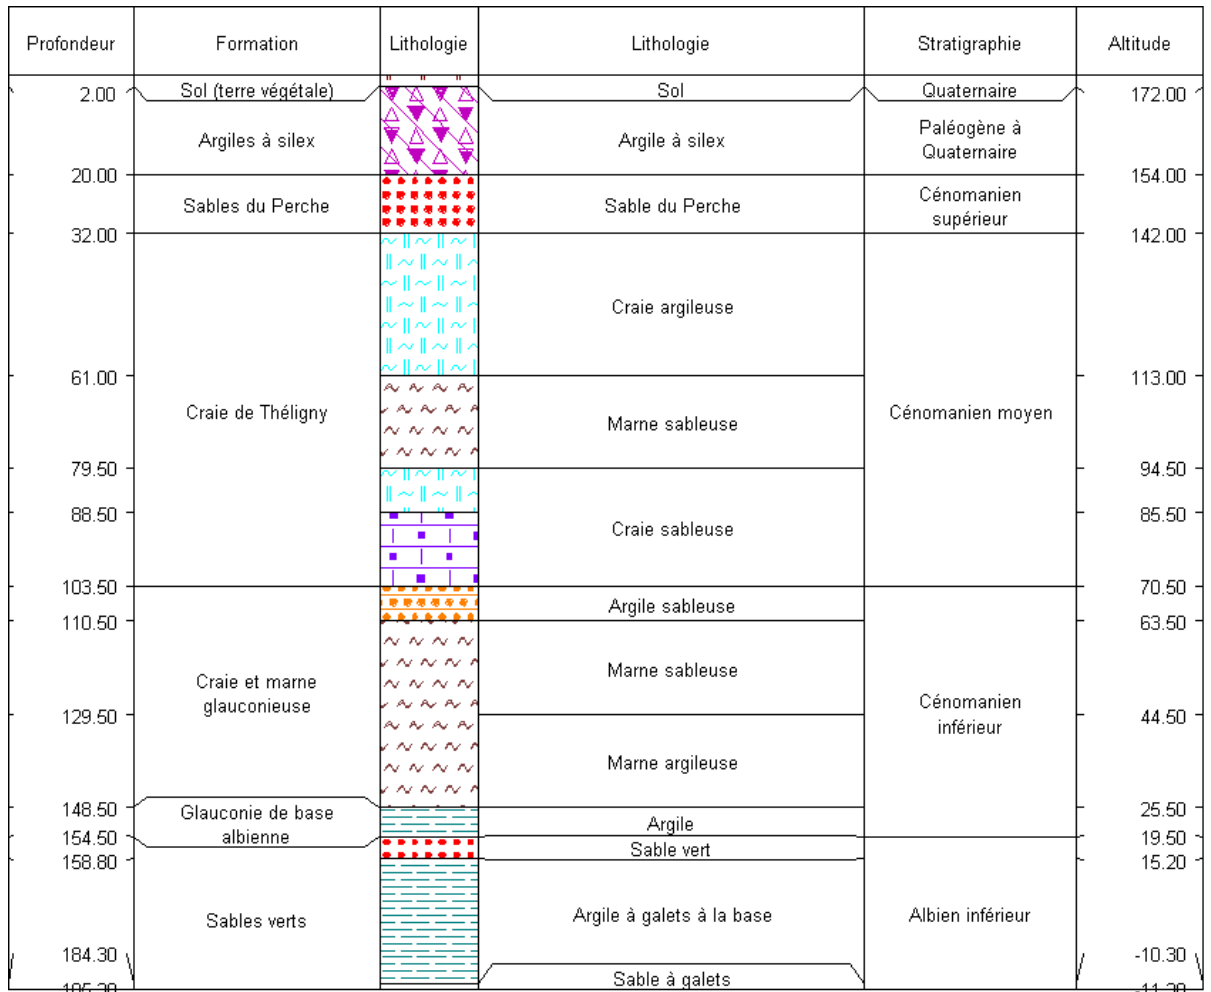 Profondeur Formation Lithologie Lithologie Stratigraphie Altitude
2.00 Sol (terre végétale) Sol Quaternaire 172.00
Argiles à silex Argile à silex Paléogène à
Quaternaire
20.00 154.00
Sables du Perche Sable du Perche Cénomanien
supérieur
32.00 142.00
Craie argileuse
61.00 113.00
Craie de Théligny Marne sableuse Cénomanien moyen
79.50 94.50
88.50 85.50
Craie sableuse
103.50 70.50
Argile sableuse
110.50 63.50
Marne sableuse
Craie et marne
glauconieuse
Cénomanien
inférieur
129.50 44.50
Marne argileuse
148.50 25.50
Glauconie de base
albienne
Argile
154.50 19.50
Sable vert
158.80 15.20
Sables verts Argile à galets à la base Albien inférieur
184.30 -10.30
Sable à galets